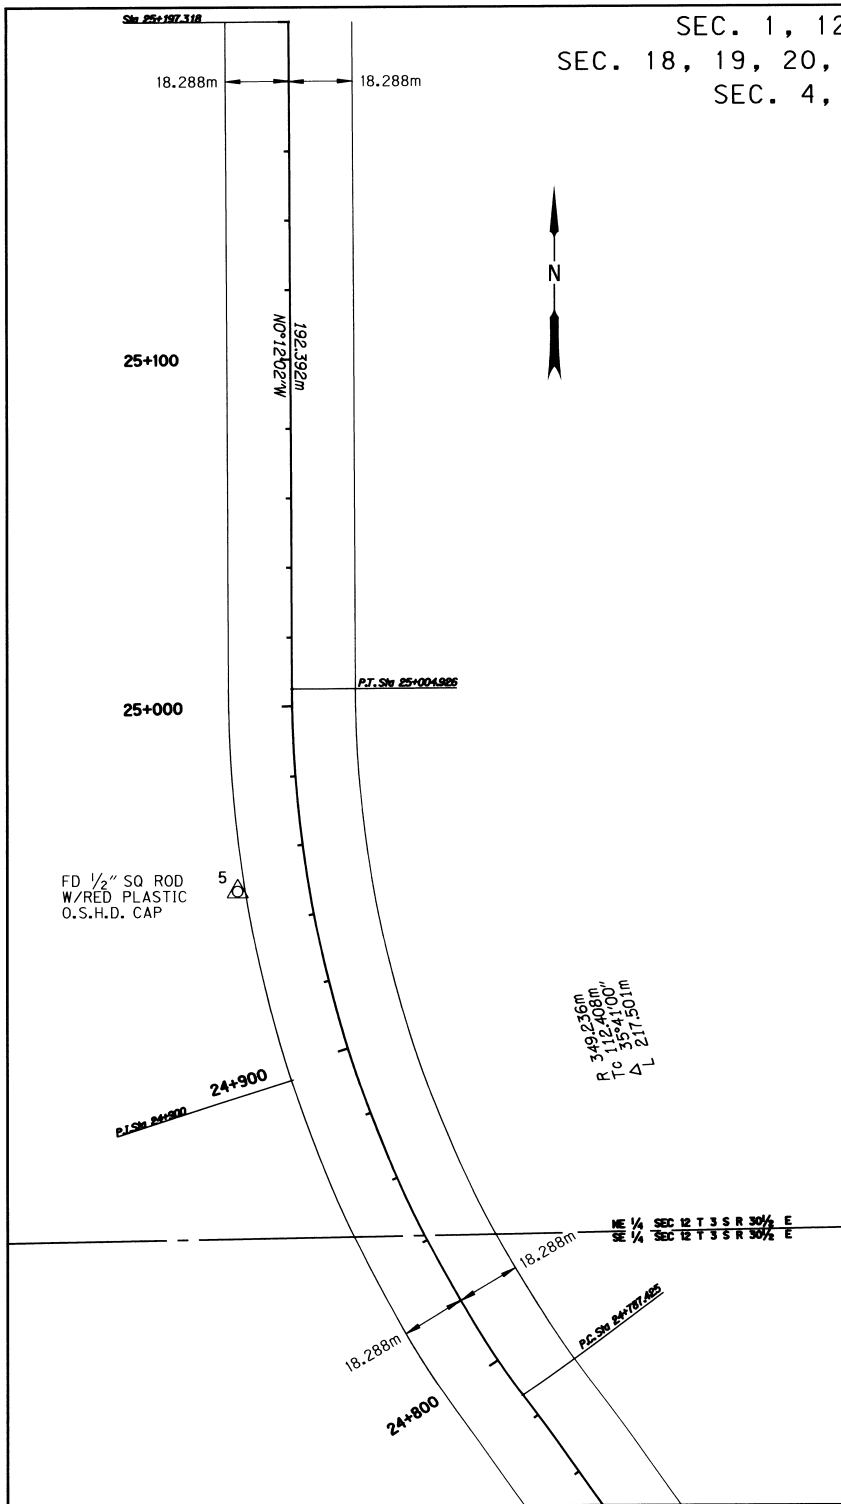 Sta 25+197.318
SEC. 1, 12
SEC. 18, 19, 20,
SEC. 4,
18.288m
18.288m
N
192.392m
N0°12'02"W
25+100
P.T. Sta 25+004.926
25+000
5
FD 1/2" SQ ROD
W/RED PLASTIC
O.S.H.D. CAP
R 349.236m
Tc 112.408m
Δ 35°41'00"
L 217.501m
24+900
P.I. Sta 24+900
NE 1/4 SEC 12 T 3 S R 30 1/2 E
SE 1/4 SEC 12 T 3 S R 30 1/2 E
18.288m
18.288m
P.C. Sta 24+787.425
24+800